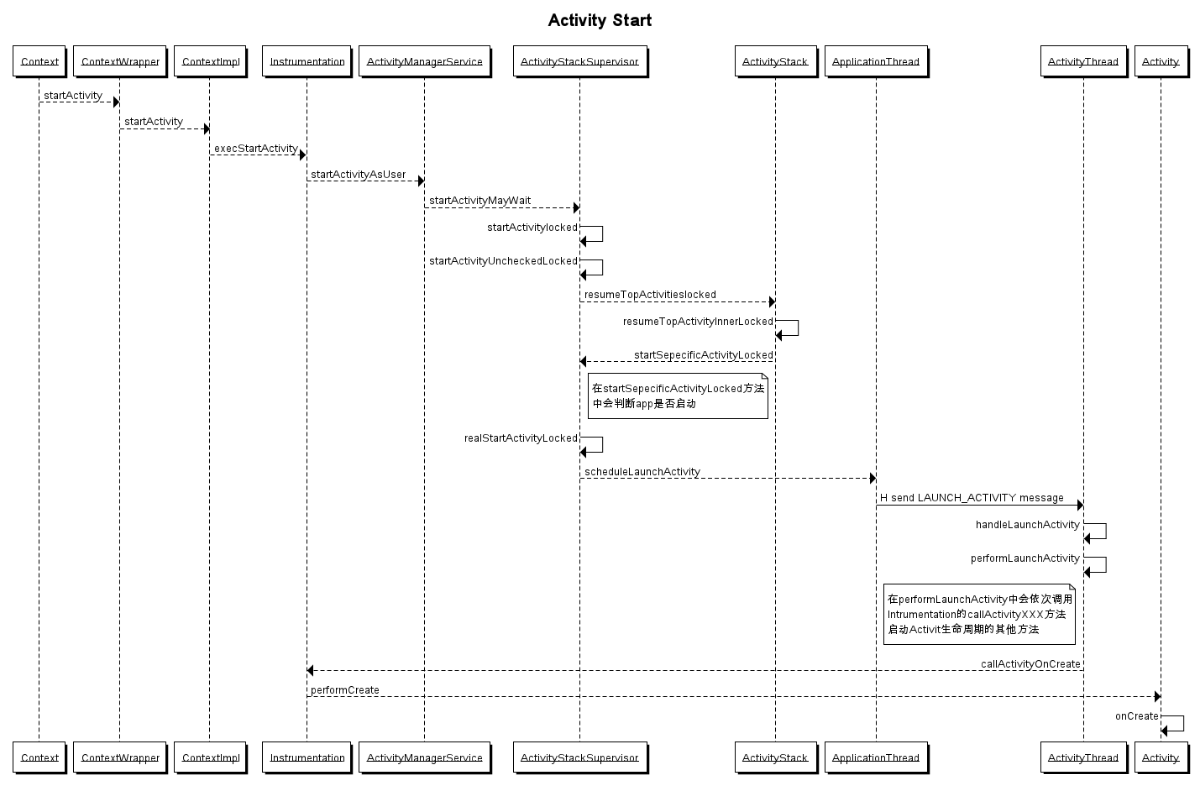 Activity Start
Context ContextWrapper ContextImpl Instrumentation ActivityManagerService ActivityStackSupervisor ActivityStack ApplicationThread ActivityThread Activity
startActivity
startActivity
execStartActivity
startActivityAsUser
startActivityMayWait
startActivitylocked
startActivityUncheckedLocked
resumeTopActivitieslocked
resumeTopActivityInnerLocked
startSepecificActivityLocked
在startSepecificActivityLocked方法
中会判断app是否启动
realStartActivityLocked
scheduleLaunchActivity
H send LAUNCH_ACTIVITY message
handleLaunchActivity
performLaunchActivity
在performLaunchActivity中会依次调用
Intrumentation的callActivityXXX方法
启动Activit生命周期的其他方法
callActivityOnCreate
performCreate
onCreate
Context ContextWrapper ContextImpl Instrumentation ActivityManagerService ActivityStackSupervisor ActivityStack ApplicationThread ActivityThread Activity